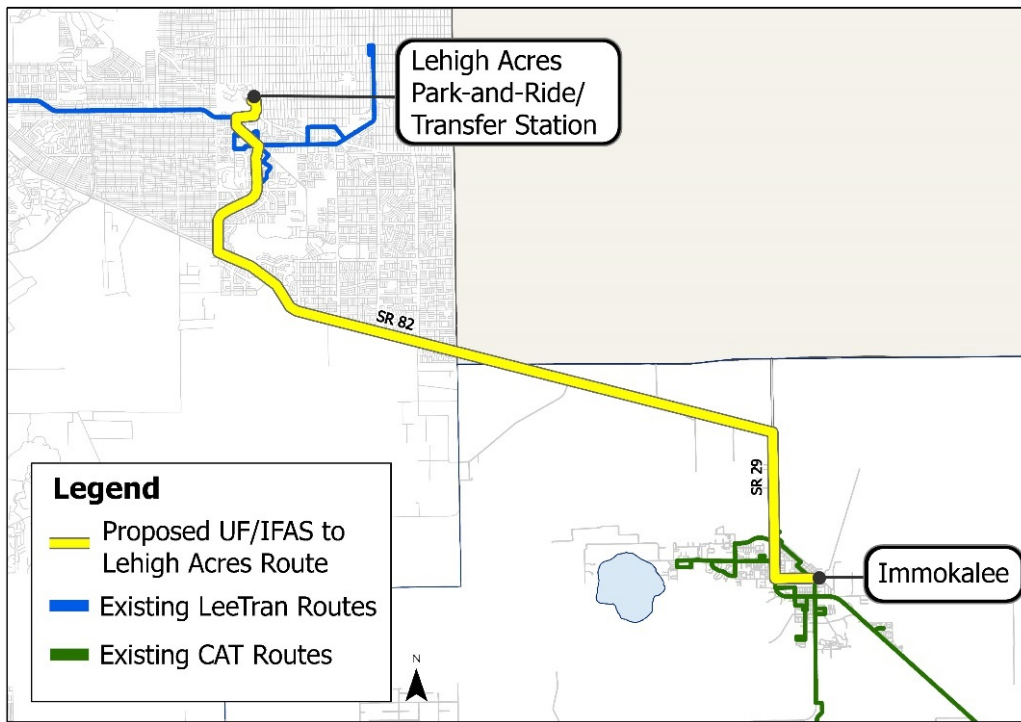 Lehigh Acres
Park-and-Ride/
Transfer Station
SR 82
SR 29
Immokalee
Legend
Proposed UF/IFAS to
Lehigh Acres Route
Existing LeeTran Routes
Existing CAT Routes
N